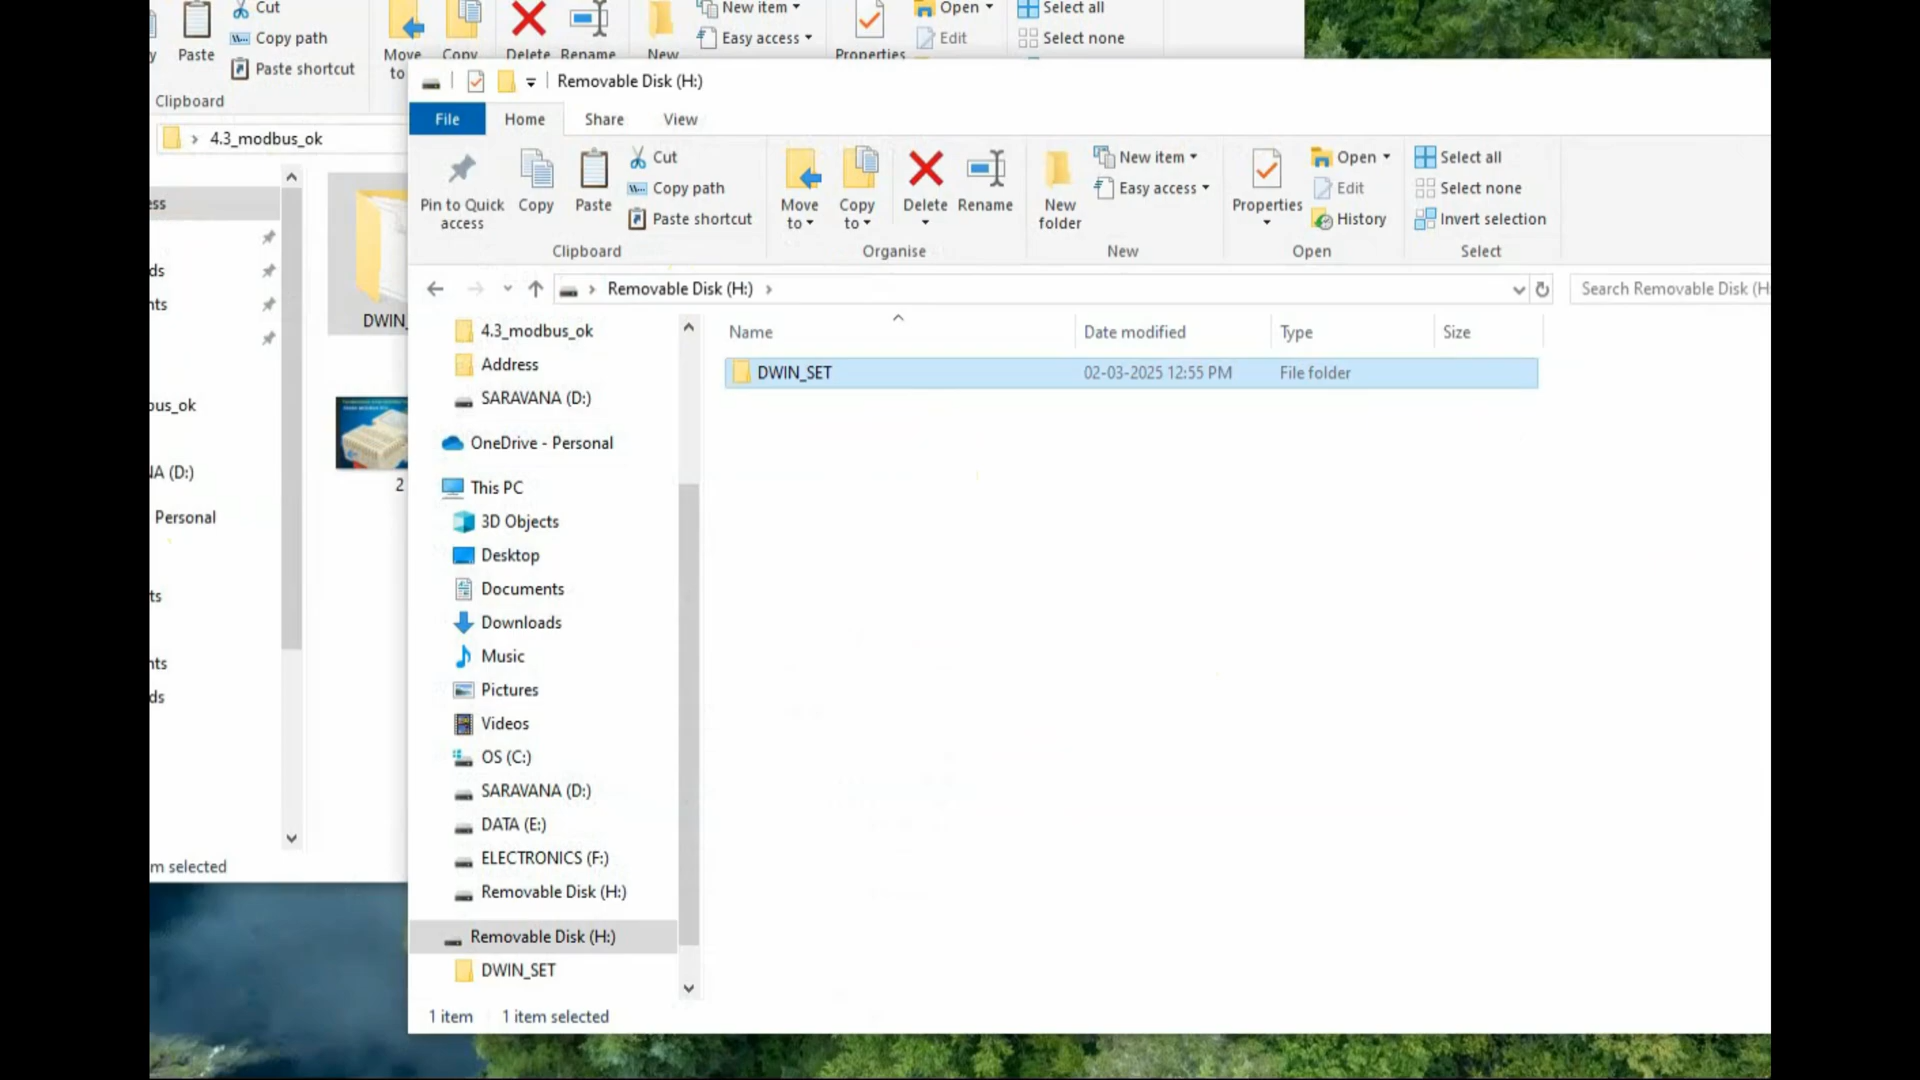 Cut
Copy path
Paste
Paste shortcut
Clipboard
Move
to
Copy
Delete
Rename
New
New item
Easy access
Properties
Open
Edit
Select all
Select none
4.3_modbus_ok
ess
ds
nts
ous_ok
NA (D:)
Personal
ts
nts
ds
m selected
DWIN_
2
Removable Disk (H:)
File
Home
Share
View
Pin to Quick
access
Copy
Paste
Cut
Copy path
Paste shortcut
Clipboard
Move
to
Copy
to
Delete
Rename
Organise
New
folder
New item
Easy access
New
Properties
Open
Edit
History
Open
Select all
Select none
Invert selection
Select
Removable Disk (H:)
Search Removable Disk (H:
4.3_modbus_ok
Address
SARAVANA (D:)
OneDrive - Personal
This PC
3D Objects
Desktop
Documents
Downloads
Music
Pictures
Videos
OS (C:)
SARAVANA (D:)
DATA (E:)
ELECTRONICS (F:)
Removable Disk (H:)
Removable Disk (H:)
DWIN_SET
Name Date modified Type Size
DWIN_SET 02-03-2025 12:55 PM File folder
1 item 1 item selected